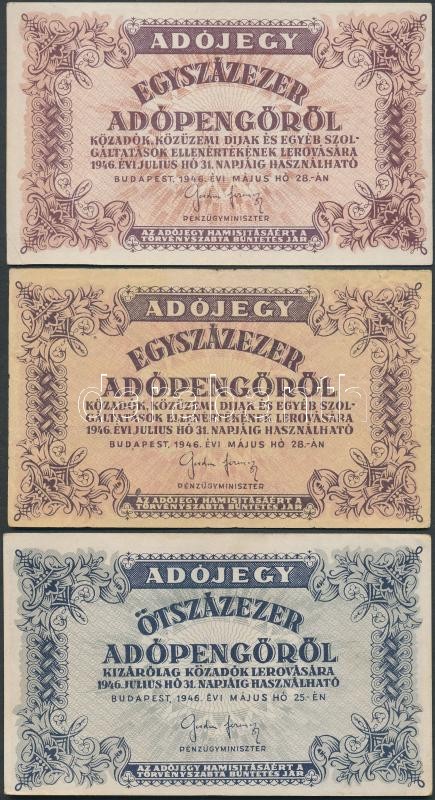 ADÓJEGY
EGYSZÁZEZER
ADÓPENGŐRŐL
KÖZADÓK, KÖZÜZEMI DIJAK ÉS EGYÉB SZOL-
GÁLTATÁSOK ELLENÉRTÉKÉNEK LEROVÁSÁRA
1946. ÉVI JULIUS HÓ 31. NAPJÁIG HASZNÁLHATÓ
BUDAPEST, 1946. ÉVI MÁJUS HÓ 28.-ÁN
PÉNZÜGYMINISZTER
AZ ADÓJEGY HAMISITÁSÁÉRT A
TÖRVÉNYSZABTA BÜNTETÉS JÁR
ADÓJEGY
EGYSZÁZEZER
ADÓPENGŐRŐL
KÖZADÓK, KÖZÜZEMI DIJAK ÉS EGYÉB SZOL-
GÁLTATÁSOK ELLENÉRTÉKÉNEK LEROVÁSÁRA
1946. ÉVI JULIUS HÓ 31. NAPJÁIG HASZNÁLHATÓ
BUDAPEST, 1946. ÉVI MÁJUS HÓ 28.-ÁN
PÉNZÜGYMINISZTER
AZ ADÓJEGY HAMISITÁSÁÉRT A
TÖRVÉNYSZABTA BÜNTETÉS JÁR
ADÓJEGY
ÖTSZÁZEZER
ADÓPENGŐRŐL
KIZÁRÓLAG KÖZADÓK LEROVÁSÁRA
1946. JULIUS HÓ 31. NAPJÁIG HASZNÁLHATÓ
BUDAPEST, 1946. ÉVI MÁJUS HÓ 25.-ÉN
PÉNZÜGYMINISZTER
AZ ADÓJEGY HAMISITÁSÁÉRT A
TÖRVÉNYSZABTA BÜNTETÉS JÁR